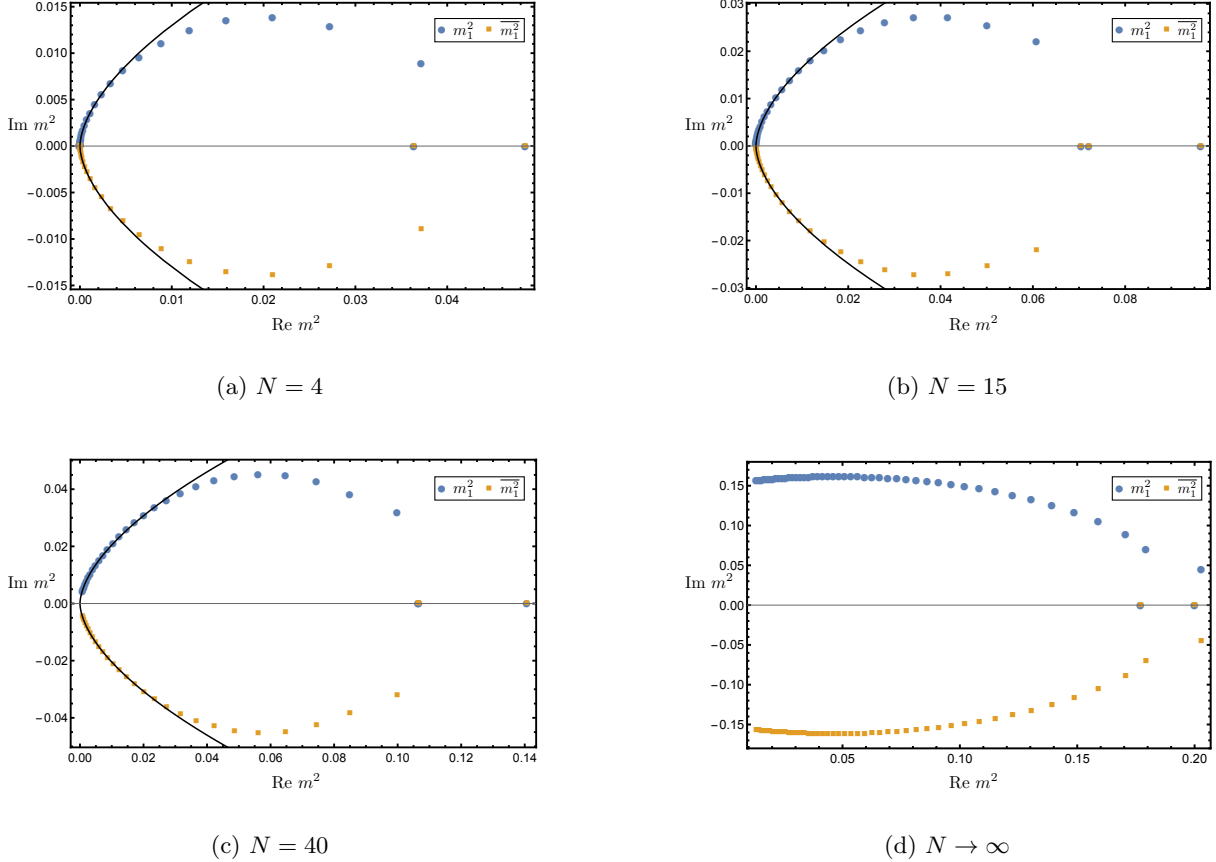 0.015
0.010
0.005
0.000
−0.005
−0.010
−0.015
Im m²
m₁² m̅₁²
0.00 0.01 0.02 0.03 0.04
Re m²
(a) N = 4
0.03
0.02
0.01
0.00
−0.01
−0.02
−0.03
Im m²
m₁² m̅₁²
0.00 0.02 0.04 0.06 0.08
Re m²
(b) N = 15
0.04
0.02
0.00
−0.02
−0.04
Im m²
m₁² m̅₁²
0.00 0.02 0.04 0.06 0.08 0.10 0.12 0.14
Re m²
(c) N = 40
0.15
0.10
0.05
0.00
−0.05
−0.10
−0.15
Im m²
m₁² m̅₁²
0.05 0.10 0.15 0.20
Re m²
(d) N → ∞